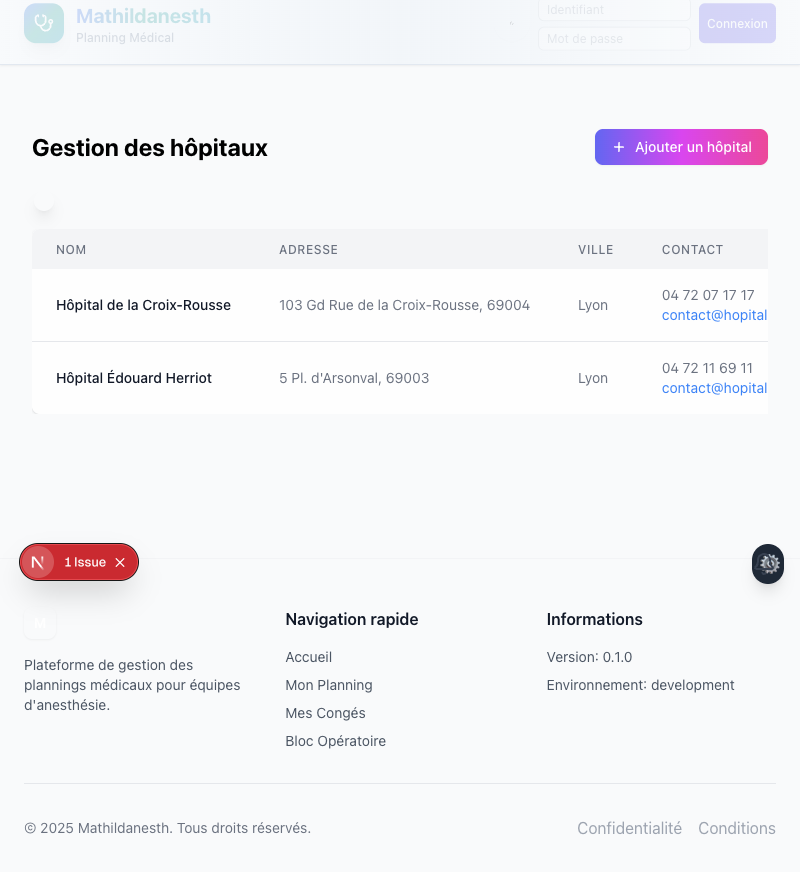 Mathildanesth
Planning Médical
Identifiant
Mot de passe
Connexion
Gestion des hôpitaux
+ Ajouter un hôpital
NOM ADRESSE VILLE CONTACT
Hôpital de la Croix-Rousse 103 Gd Rue de la Croix-Rousse, 69004 Lyon 04 72 07 17 17
contact@hopital
Hôpital Édouard Herriot 5 Pl. d'Arsonval, 69003 Lyon 04 72 11 69 11
contact@hopital
N 1 Issue
Navigation rapide
Informations
Plateforme de gestion des
plannings médicaux pour équipes
d'anesthésie.
Accueil
Mon Planning
Mes Congés
Bloc Opératoire
Version: 0.1.0
Environnement: development
© 2025 Mathildanesth. Tous droits réservés.
Confidentialité Conditions